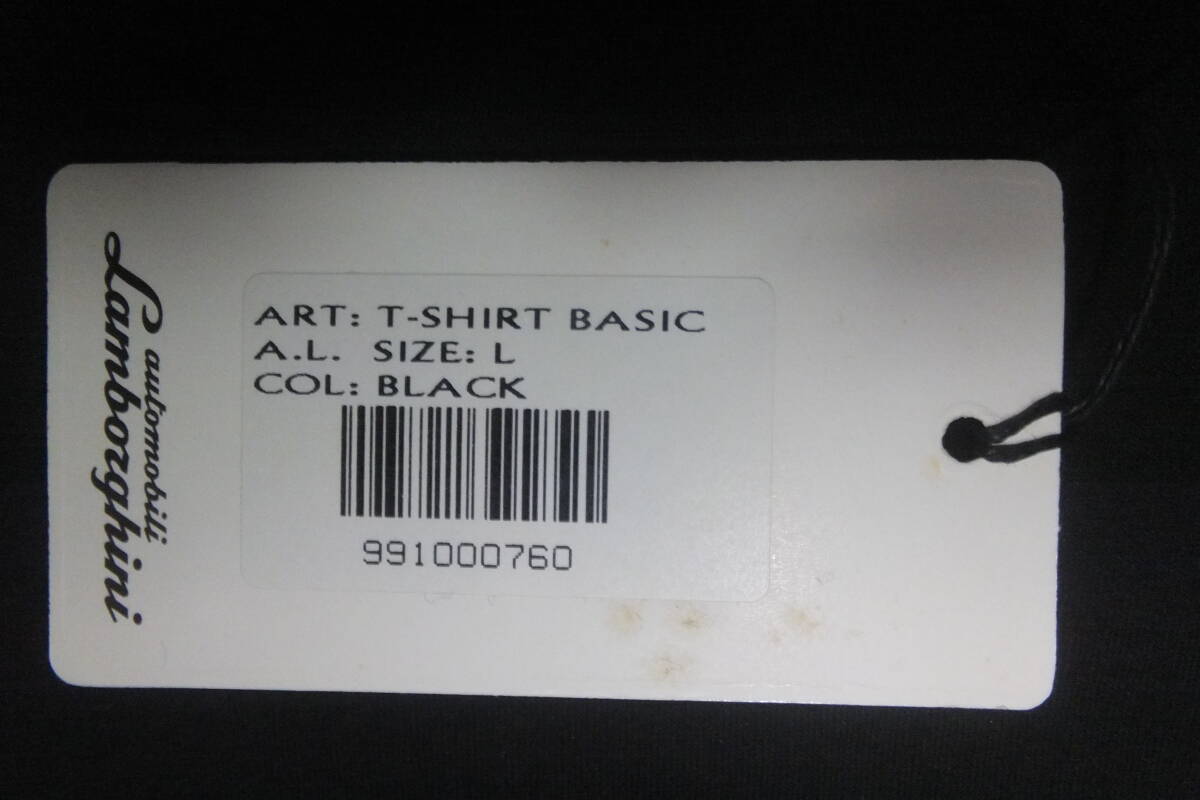 automobili
Lamborghini
ART: T-SHIRT BASIC
A.L. SIZE: L
COL: BLACK
991000760